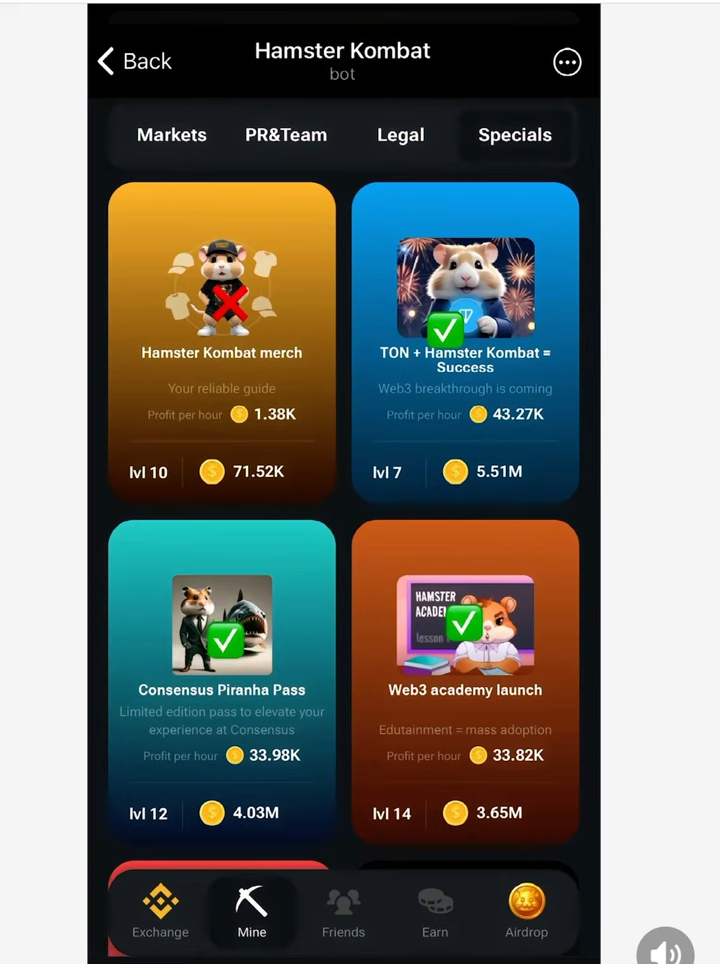 Back
Hamster Kombat
bot
Markets
PR&Team
Legal
Specials
Hamster Kombat merch
Your reliable guide
Profit per hour 1.38K
lvl 10
71.52K
TON + Hamster Kombat =
Success
Web3 breakthrough is coming
Profit per hour 43.27K
lvl 7
5.51M
Consensus Piranha Pass
Limited edition pass to elevate your
experience at Consensus
Profit per hour 33.98K
lvl 12
4.03M
HAMSTER
ACADE
lesson
Web3 academy launch
Edutainment = mass adoption
Profit per hour 33.82K
lvl 14
3.65M
Exchange
Mine
Friends
Earn
Airdrop